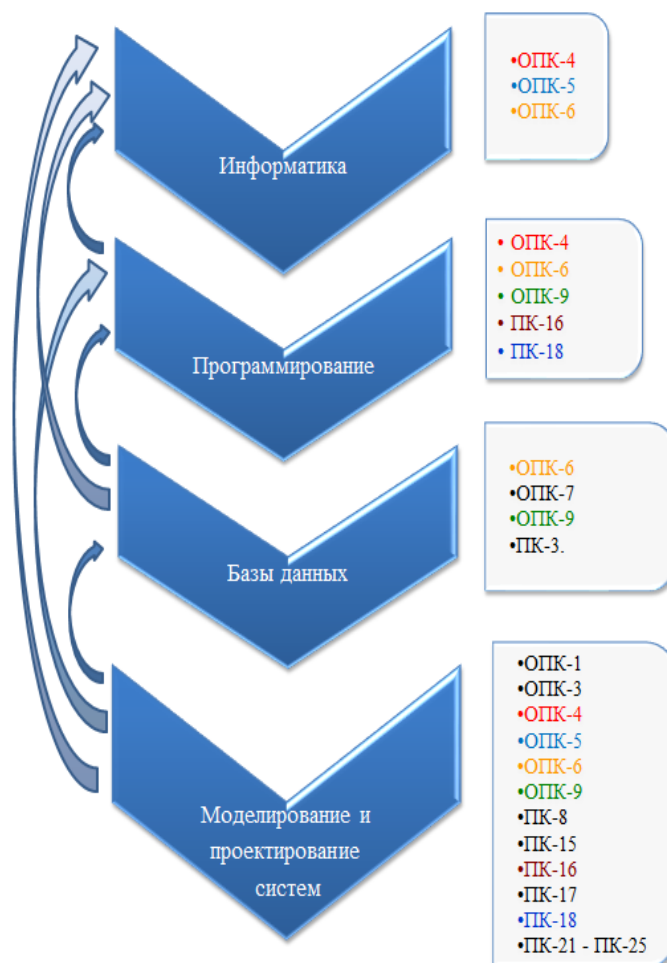 •ОПК-4
•ОПК-5
•ОПК-6
Информатика
• ОПК-4
• ОПК-6
• ОПК-9
• ПК-16
• ПК-18
Программирование
•ОПК-6
•ОПК-7
•ОПК-9
•ПК-3.
Базы данных
•ОПК-1
•ОПК-3
•ОПК-4
•ОПК-5
•ОПК-6
•ОПК-9
•ПК-8
•ПК-15
•ПК-16
•ПК-17
•ПК-18
•ПК-21 - ПК-25
Моделирование и
проектирование
систем